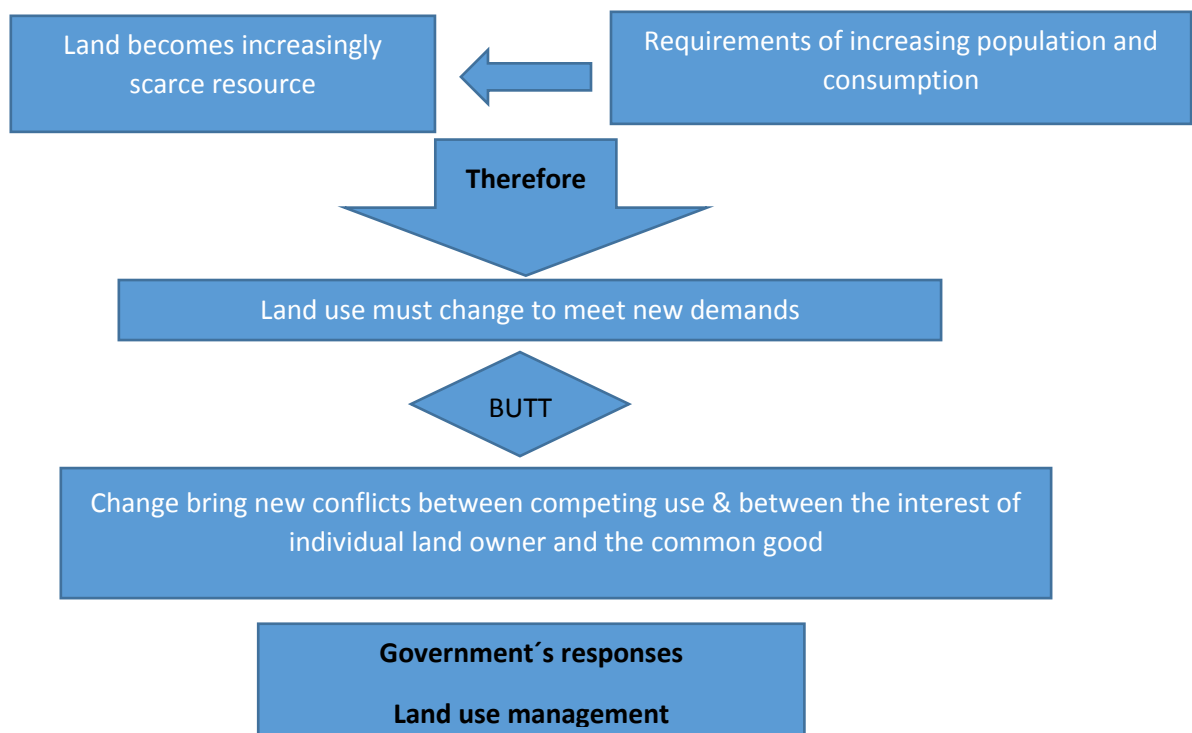 Land becomes increasingly
scarce resource
Requirements of increasing population and
consumption
Therefore
Land use must change to meet new demands
BUTT
Change bring new conflicts between competing use & between the interest of
individual land owner and the common good
Government´s responses
Land use management